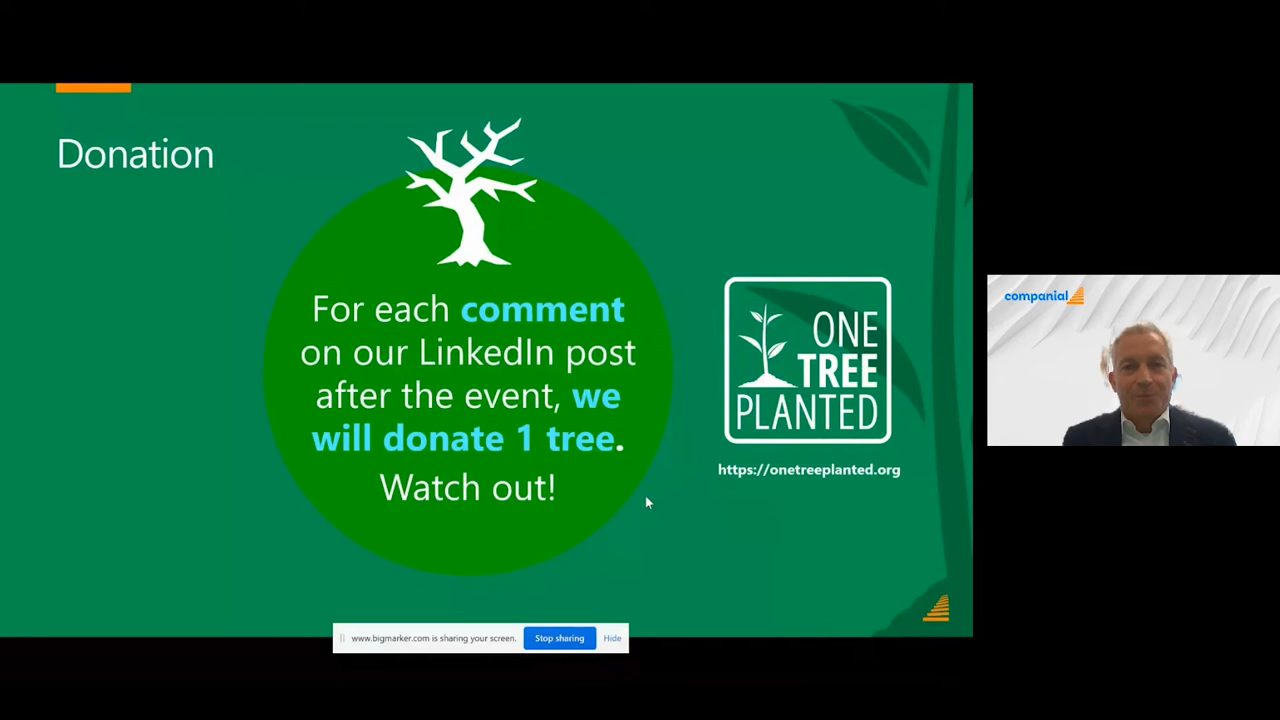 Donation
For each comment
on our LinkedIn post
after the event, we
will donate 1 tree.
Watch out!
ONE
TREE
PLANTED
https://onetreeplanted.org
companial
www.bigmarker.com is sharing your screen.
Stop sharing
Hide